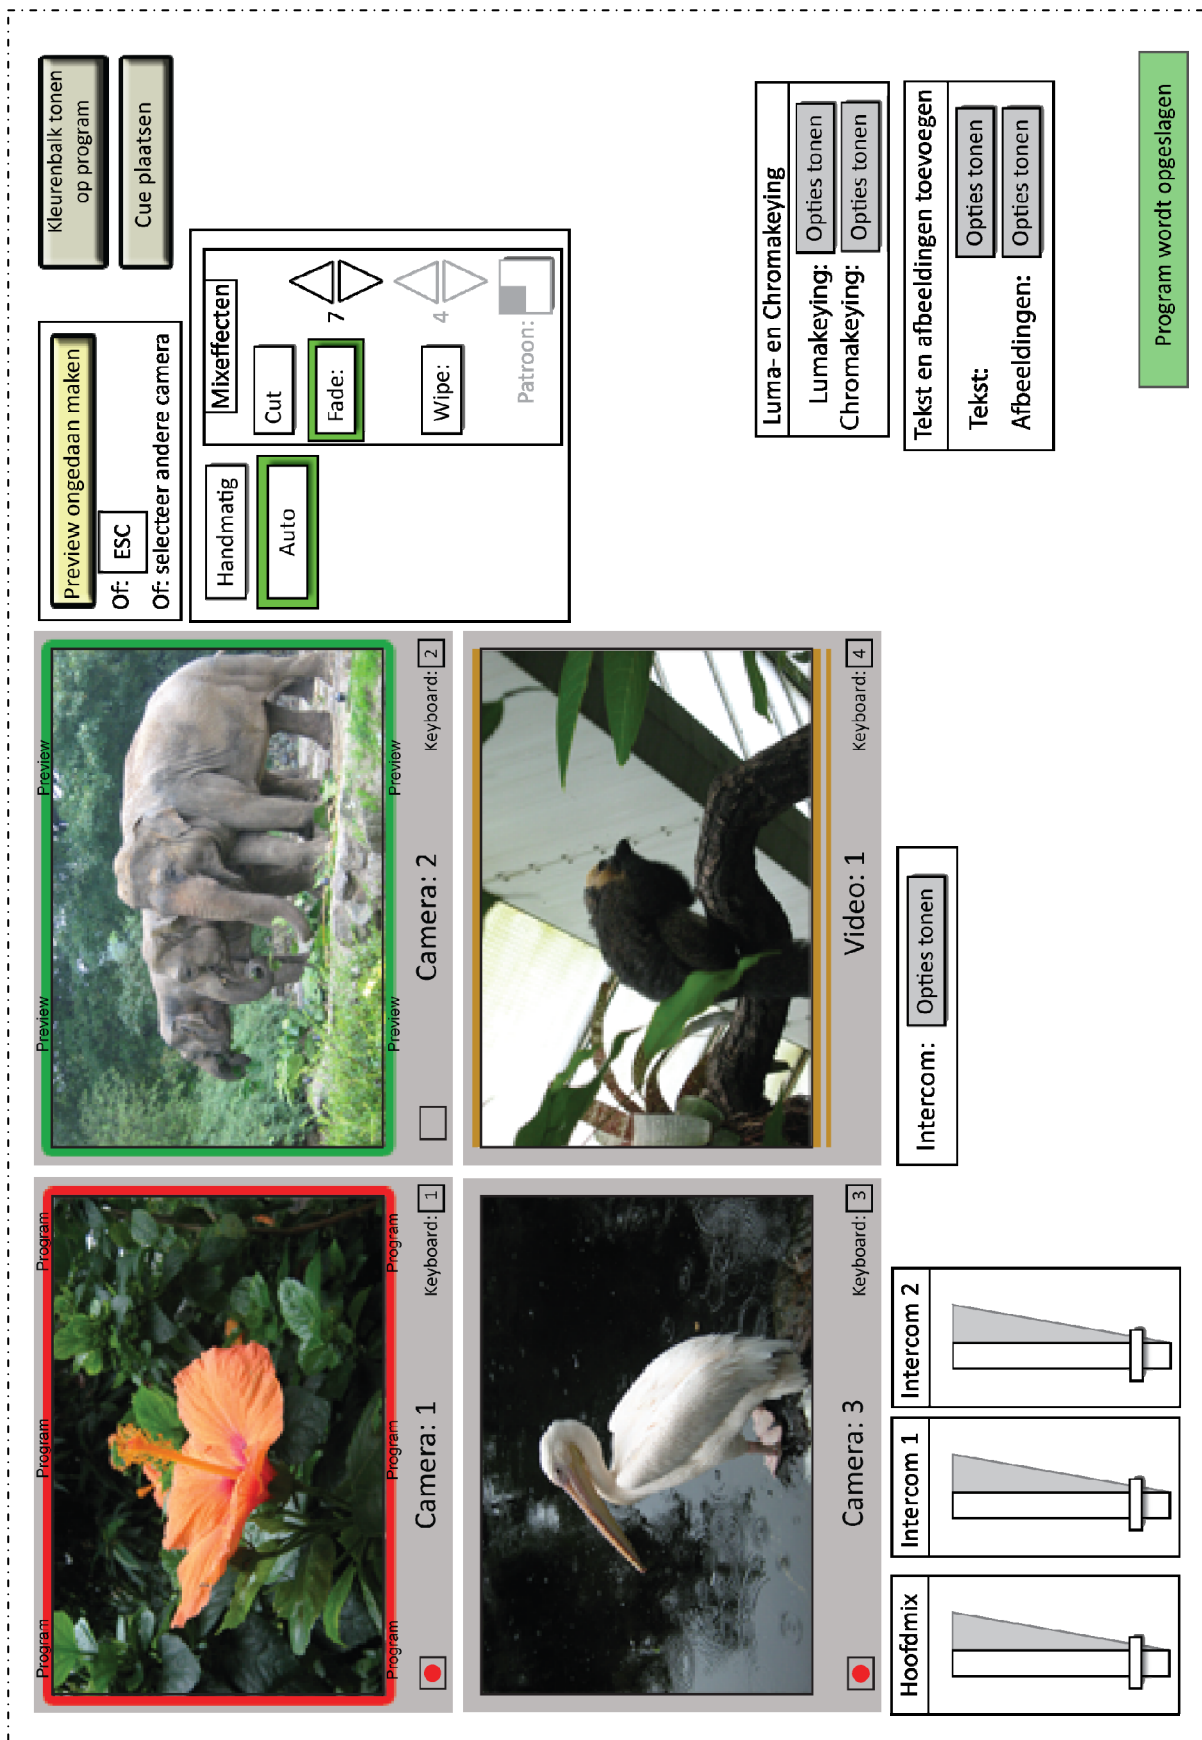 Program
Program
Program
Preview
Preview
Program
Program
Program
Preview
Preview
Camera: 1
Keyboard: 1
Camera: 2
Keyboard: 2
Camera: 3
Keyboard: 3
Video: 1
Keyboard: 4
Preview ongedaan maken
Of: ESC
Of: selecteer andere camera
Kleurenbalk tonen
op program
Cue plaatsen
Handmatig
Auto
Mixeffecten
Cut
Fade: 7
Wipe: 4
Patroon:
Hoofdmix
Intercom 1
Intercom 2
Intercom: Opties tonen
Luma- en Chromakeying
Lumakeying: Opties tonen
Chromakeying: Opties tonen
Tekst en afbeeldingen toevoegen
Tekst: Opties tonen
Afbeeldingen: Opties tonen
Program wordt opgeslagen